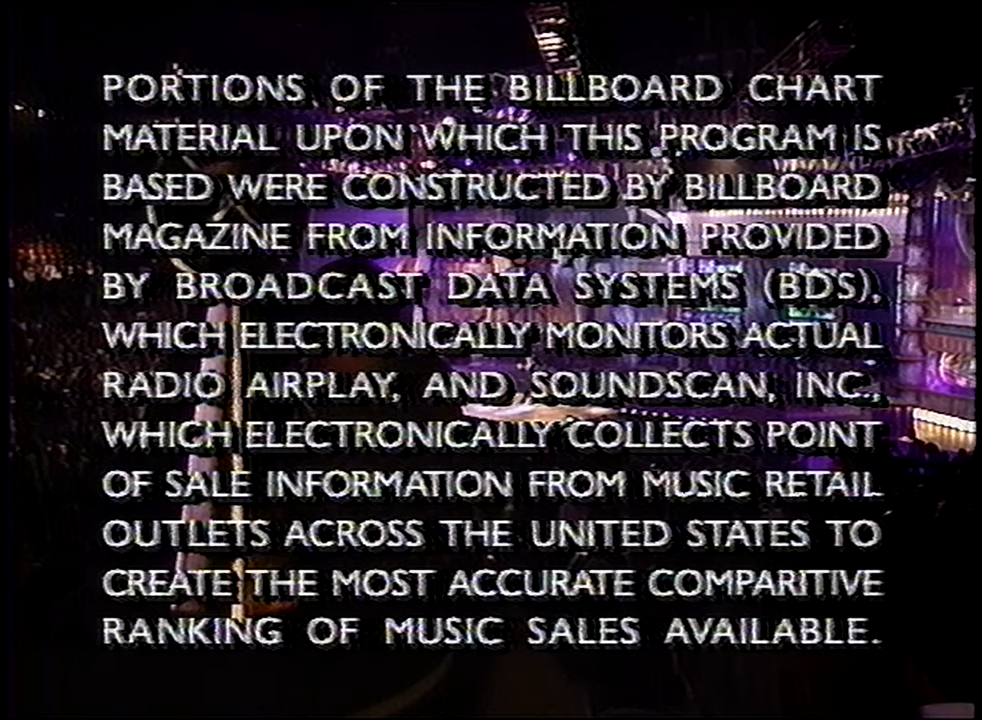 PORTIONS OF THE BILLBOARD CHART
MATERIAL UPON WHICH THIS PROGRAM IS
BASED WERE CONSTRUCTED BY BILLBOARD
MAGAZINE FROM INFORMATION PROVIDED
BY BROADCAST DATA SYSTEMS (BDS),
WHICH ELECTRONICALLY MONITORS ACTUAL
RADIO AIRPLAY, AND SOUNDSCAN, INC.,
WHICH ELECTRONICALLY COLLECTS POINT
OF SALE INFORMATION FROM MUSIC RETAIL
OUTLETS ACROSS THE UNITED STATES TO
CREATE THE MOST ACCURATE COMPARITIVE
RANKING OF MUSIC SALES AVAILABLE.